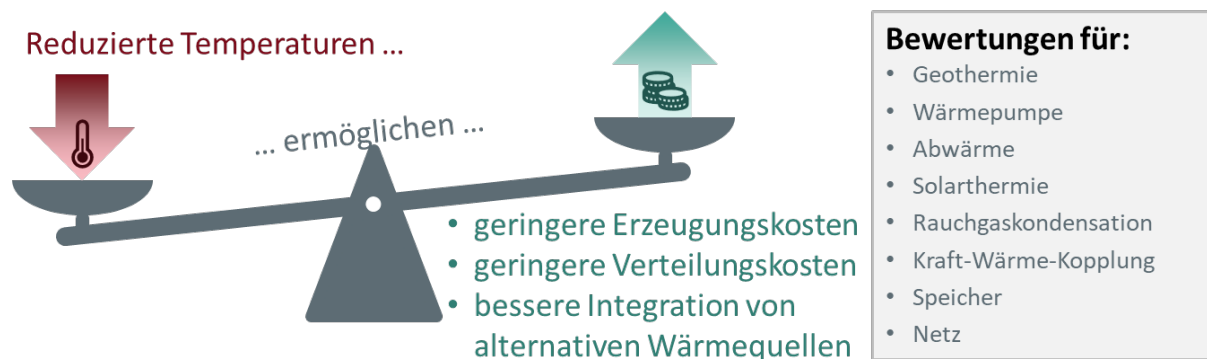 Reduzierte Temperaturen ...
... ermöglichen ...
• geringere Erzeugungskosten
• geringere Verteilungskosten
• bessere Integration von
alternativen Wärmequellen
Bewertungen für:
• Geothermie
• Wärmepumpe
• Abwärme
• Solarthermie
• Rauchgaskondensation
• Kraft-Wärme-Kopplung
• Speicher
• Netz